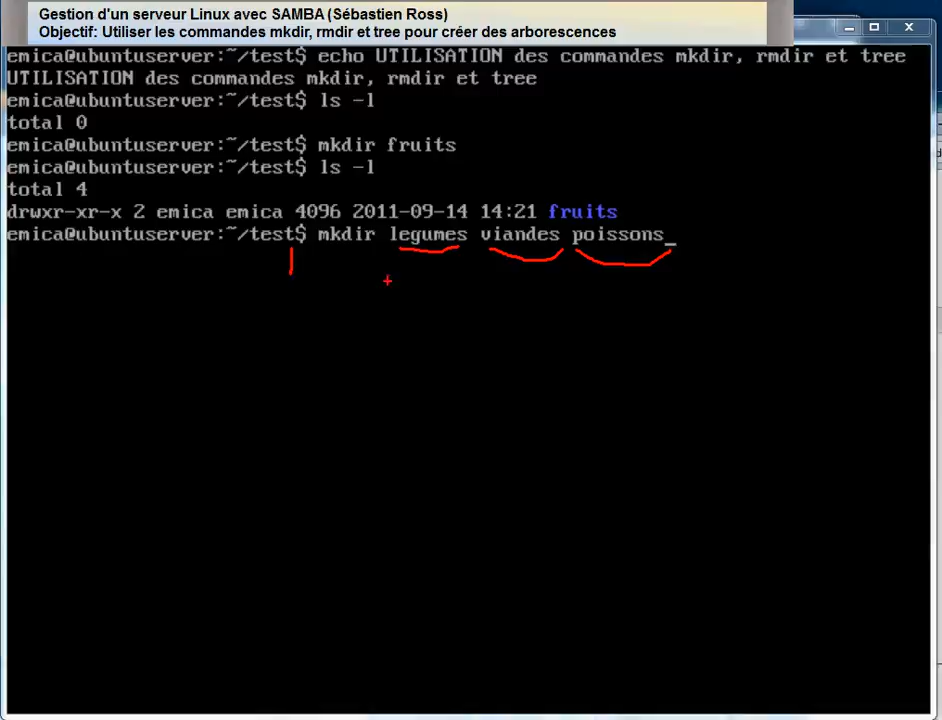 Gestion d'un serveur Linux avec SAMBA (Sébastien Ross)
Objectif: Utiliser les commandes mkdir, rmdir et tree pour créer des arborescences
emica@ubuntuserver:~/test$ echo UTILISATION des commandes mkdir, rmdir et tree
UTILISATION des commandes mkdir, rmdir et tree
emica@ubuntuserver:~/test$ ls -l
total 0
emica@ubuntuserver:~/test$ mkdir fruits
emica@ubuntuserver:~/test$ ls -l
total 4
drwxr-xr-x 2 emica emica 4096 2011-09-14 14:21 fruits
emica@ubuntuserver:~/test$ mkdir legumes viandes poissons_